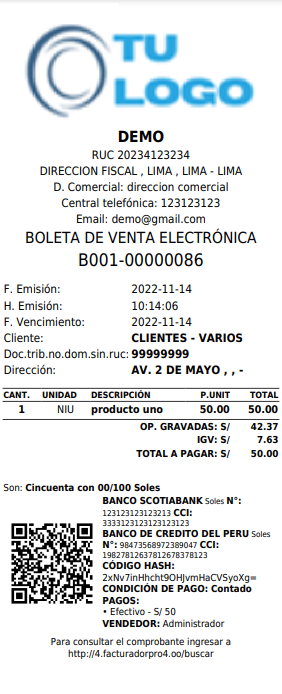 TU
LOGO
DEMO
RUC 20234123234
DIRECCION FISCAL , LIMA , LIMA - LIMA
D. Comercial: direccion comercial
Central telefónica: 123123123
Email: demo@gmail.com
BOLETA DE VENTA ELECTRÓNICA
B001-00000086
F. Emisión: 2022-11-14
H. Emisión: 10:14:06
F. Vencimiento: 2022-11-14
Cliente: CLIENTES - VARIOS
Doc.trib.no.dom.sin.ruc: 99999999
Dirección: AV. 2 DE MAYO , , -
CANT. UNIDAD DESCRIPCIÓN P.UNIT TOTAL
1 NIU producto uno 50.00 50.00
OP. GRAVADAS: S/ 42.37
IGV: S/ 7.63
TOTAL A PAGAR: S/ 50.00
Son: Cincuenta con 00/100 Soles
BANCO SCOTIABANK Soles N°:
123123123123213 CCI:
3333123123123123123
BANCO DE CREDITO DEL PERU Soles
N°: 98473568972389047 CCI:
19827812637812678378123
CÓDIGO HASH:
2xNv7inHhcht9OHJvmHaCVSyoXg=
CONDICIÓN DE PAGO: Contado
PAGOS:
• Efectivo - S/ 50
VENDEDOR: Administrador
Para consultar el comprobante ingresar a
http://4.facturadorpro4.oo/buscar